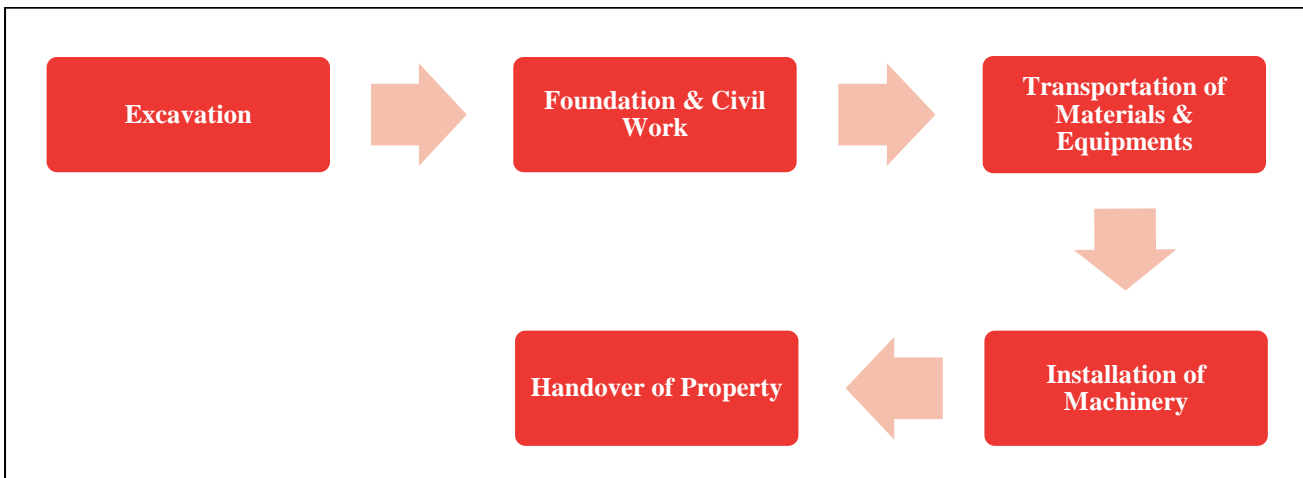 Excavation
Foundation & Civil
Work
Transportation of
Materials &
Equipments
Installation of
Machinery
Handover of Property